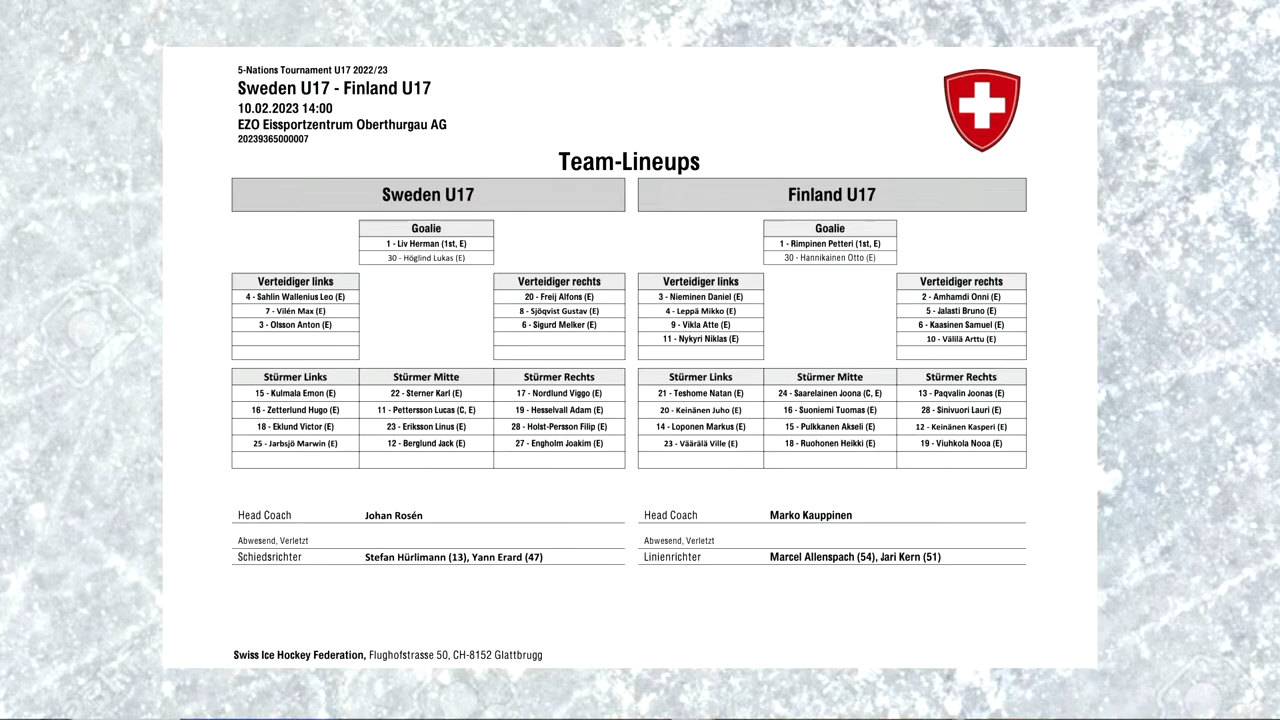 5-Nations Tournament U17 2022/23
Sweden U17 - Finland U17
10.02.2023 14:00
EZO Eissportzentrum Oberthurgau AG
20239365000007
Team-Lineups
Sweden U17
Goalie
1 - Liv Herman (1st, E)
30 - Höglind Lukas (E)
Verteidiger links Verteidiger rechts
4 - Sahlin Wallenius Leo (E) 20 - Freij Alfons (E)
7 - Vilén Max (E) 8 - Sjöqvist Gustav (E)
3 - Olsson Anton (E) 6 - Sigurd Melker (E)
Stürmer Links Stürmer Mitte Stürmer Rechts
15 - Kulmala Emon (E) 22 - Sterner Karl (E) 17 - Nordlund Viggo (E)
16 - Zetterlund Hugo (E) 11 - Pettersson Lucas (C, E) 19 - Hesselvall Adam (E)
18 - Eklund Victor (E) 23 - Eriksson Linus (E) 28 - Holst-Persson Filip (E)
25 - Jarbsjö Marwin (E) 12 - Berglund Jack (E) 27 - Engholm Joakim (E)
Head Coach Johan Rosén
Abwesend, Verletzt
Schiedsrichter Stefan Hürlimann (13), Yann Erard (47)
Finland U17
Goalie
1 - Rimpinen Petteri (1st, E)
30 - Hannikainen Otto (E)
Verteidiger links Verteidiger rechts
3 - Nieminen Daniel (E) 2 - Amhamdi Onni (E)
4 - Leppä Mikko (E) 5 - Jalasti Bruno (E)
9 - Vikla Atte (E) 6 - Kaasinen Samuel (E)
11 - Nykyri Niklas (E) 10 - Välilä Arttu (E)
Stürmer Links Stürmer Mitte Stürmer Rechts
21 - Teshome Natan (E) 24 - Saarelainen Joona (C, E) 13 - Paqvalin Joonas (E)
20 - Keinänen Juho (E) 16 - Suoniemi Tuomas (E) 28 - Sinivuori Lauri (E)
14 - Loponen Markus (E) 15 - Pulkkanen Akseli (E) 12 - Keinänen Kasperi (E)
23 - Väärälä Ville (E) 18 - Ruohonen Heikki (E) 19 - Viuhkola Nooa (E)
Head Coach Marko Kauppinen
Abwesend, Verletzt
Linienrichter Marcel Allenspach (54), Jari Kern (51)
Swiss Ice Hockey Federation, Flughofstrasse 50, CH-8152 Glattbrugg